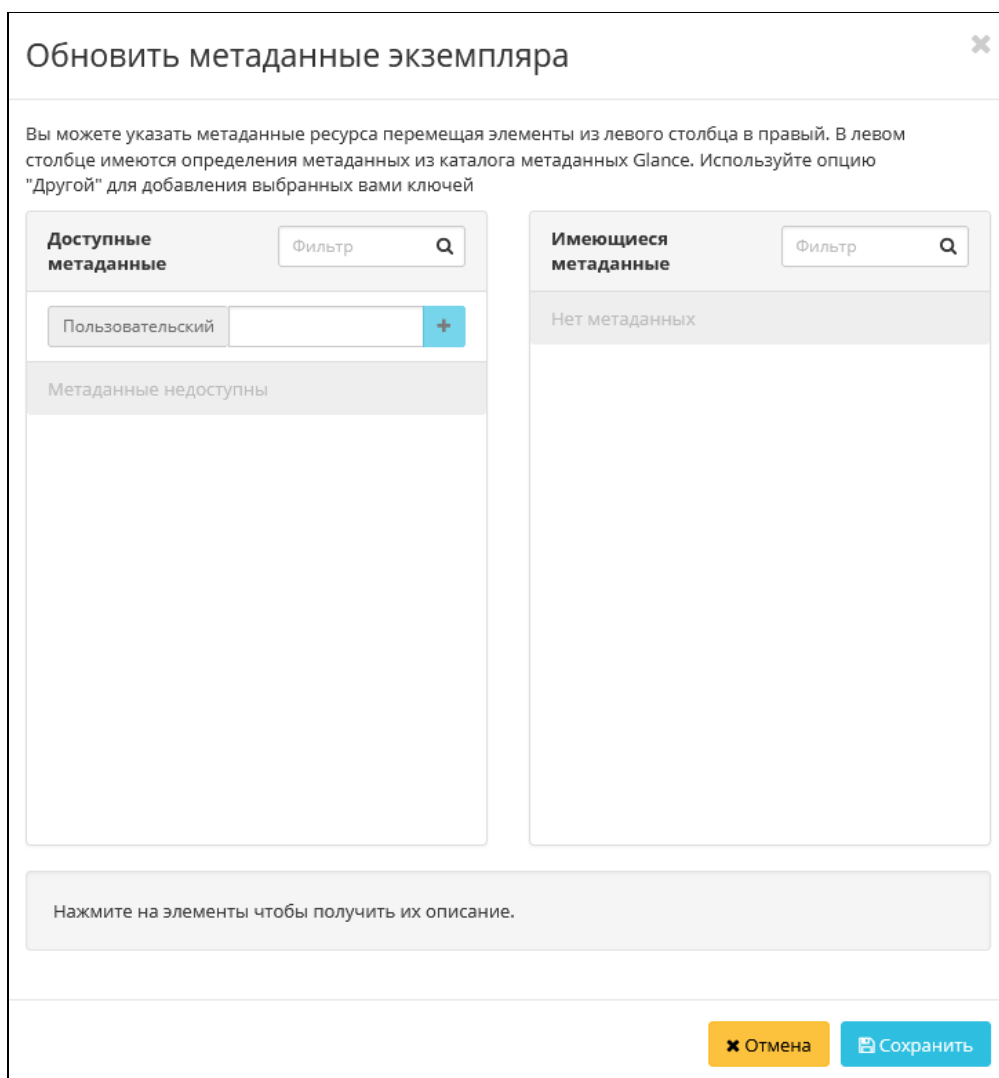 Обновить метаданные экземпляра
Вы можете указать метаданные ресурса перемещая элементы из левого столбца в правый. В левом
столбце имеются определения метаданных из каталога метаданных Glance. Используйте опцию
"Другой" для добавления выбранных вами ключей
Доступные
метаданные
Фильтр
Пользовательский
Метаданные недоступны
Имеющиеся
метаданные
Фильтр
Нет метаданных
Нажмите на элементы чтобы получить их описание.
Отмена
Сохранить